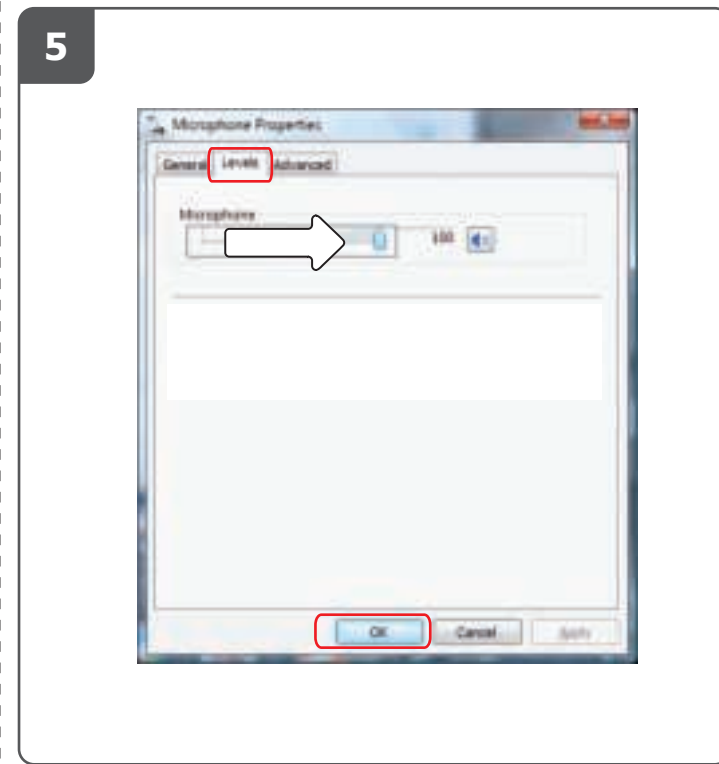 5
Microphone Properties
General Levels Advanced
Microphone
100
OK Cancel Apply